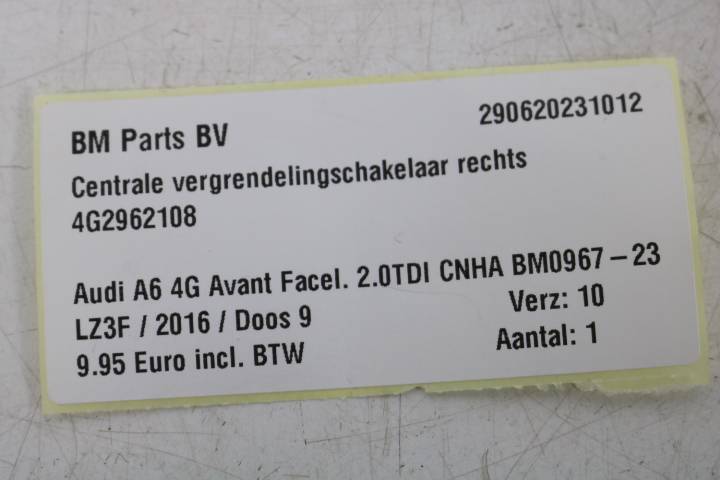 BM Parts BV 290620231012
Centrale vergrendelingschakelaar rechts
4G2962108
Audi A6 4G Avant Facel. 2.0TDI CNHA BM0967-23
LZ3F / 2016 / Doos 9 Verz: 10
9.95 Euro incl. BTW Aantal: 1